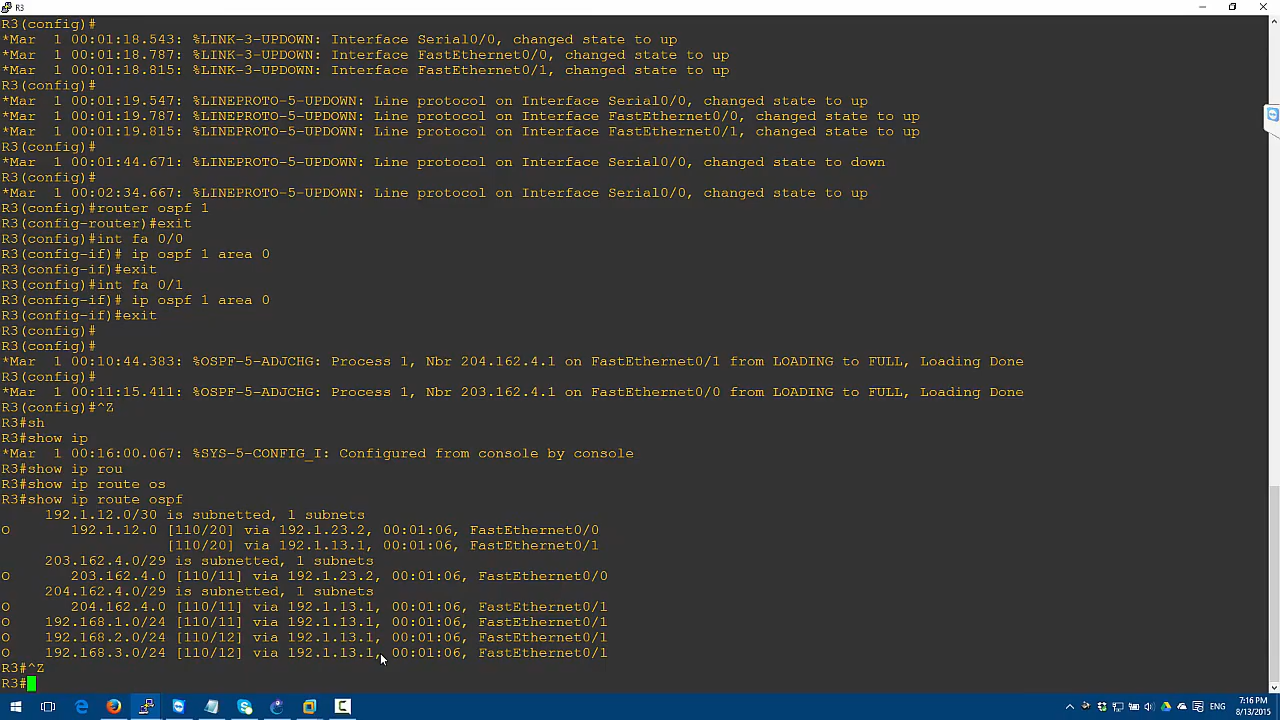 R3
R3(config)#
*Mar  1 00:01:18.543: %LINK-3-UPDOWN: Interface Serial0/0, changed state to up
*Mar  1 00:01:18.787: %LINK-3-UPDOWN: Interface FastEthernet0/0, changed state to up
*Mar  1 00:01:18.815: %LINK-3-UPDOWN: Interface FastEthernet0/1, changed state to up
R3(config)#
*Mar  1 00:01:19.547: %LINEPROTO-5-UPDOWN: Line protocol on Interface Serial0/0, changed state to up
*Mar  1 00:01:19.787: %LINEPROTO-5-UPDOWN: Line protocol on Interface FastEthernet0/0, changed state to up
*Mar  1 00:01:19.815: %LINEPROTO-5-UPDOWN: Line protocol on Interface FastEthernet0/1, changed state to up
R3(config)#
*Mar  1 00:01:44.671: %LINEPROTO-5-UPDOWN: Line protocol on Interface Serial0/0, changed state to down
R3(config)#
*Mar  1 00:02:34.667: %LINEPROTO-5-UPDOWN: Line protocol on Interface Serial0/0, changed state to up
R3(config)#router ospf 1
R3(config-router)#exit
R3(config)#int fa 0/0
R3(config-if)# ip ospf 1 area 0
R3(config-if)#exit
R3(config)#int fa 0/1
R3(config-if)# ip ospf 1 area 0
R3(config-if)#exit
R3(config)#
R3(config)#
*Mar  1 00:10:44.383: %OSPF-5-ADJCHG: Process 1, Nbr 204.162.4.1 on FastEthernet0/1 from LOADING to FULL, Loading Done
R3(config)#
*Mar  1 00:11:15.411: %OSPF-5-ADJCHG: Process 1, Nbr 203.162.4.1 on FastEthernet0/0 from LOADING to FULL, Loading Done
R3(config)#^Z
R3#sh
R3#show ip
*Mar  1 00:16:00.067: %SYS-5-CONFIG_I: Configured from console by console
R3#show ip rou
R3#show ip route os
R3#show ip route ospf
192.1.12.0/30 is subnetted, 1 subnets
O 192.1.12.0 [110/20] via 192.1.23.2, 00:01:06, FastEthernet0/0
[110/20] via 192.1.13.1, 00:01:06, FastEthernet0/1
203.162.4.0/29 is subnetted, 1 subnets
O 203.162.4.0 [110/11] via 192.1.23.2, 00:01:06, FastEthernet0/0
204.162.4.0/29 is subnetted, 1 subnets
O 204.162.4.0 [110/11] via 192.1.13.1, 00:01:06, FastEthernet0/1
O 192.168.1.0/24 [110/11] via 192.1.13.1, 00:01:06, FastEthernet0/1
O 192.168.2.0/24 [110/12] via 192.1.13.1, 00:01:06, FastEthernet0/1
O 192.168.3.0/24 [110/12] via 192.1.13.1, 00:01:06, FastEthernet0/1
R3#^Z
R3#
ENG
7:16 PM
8/13/2015